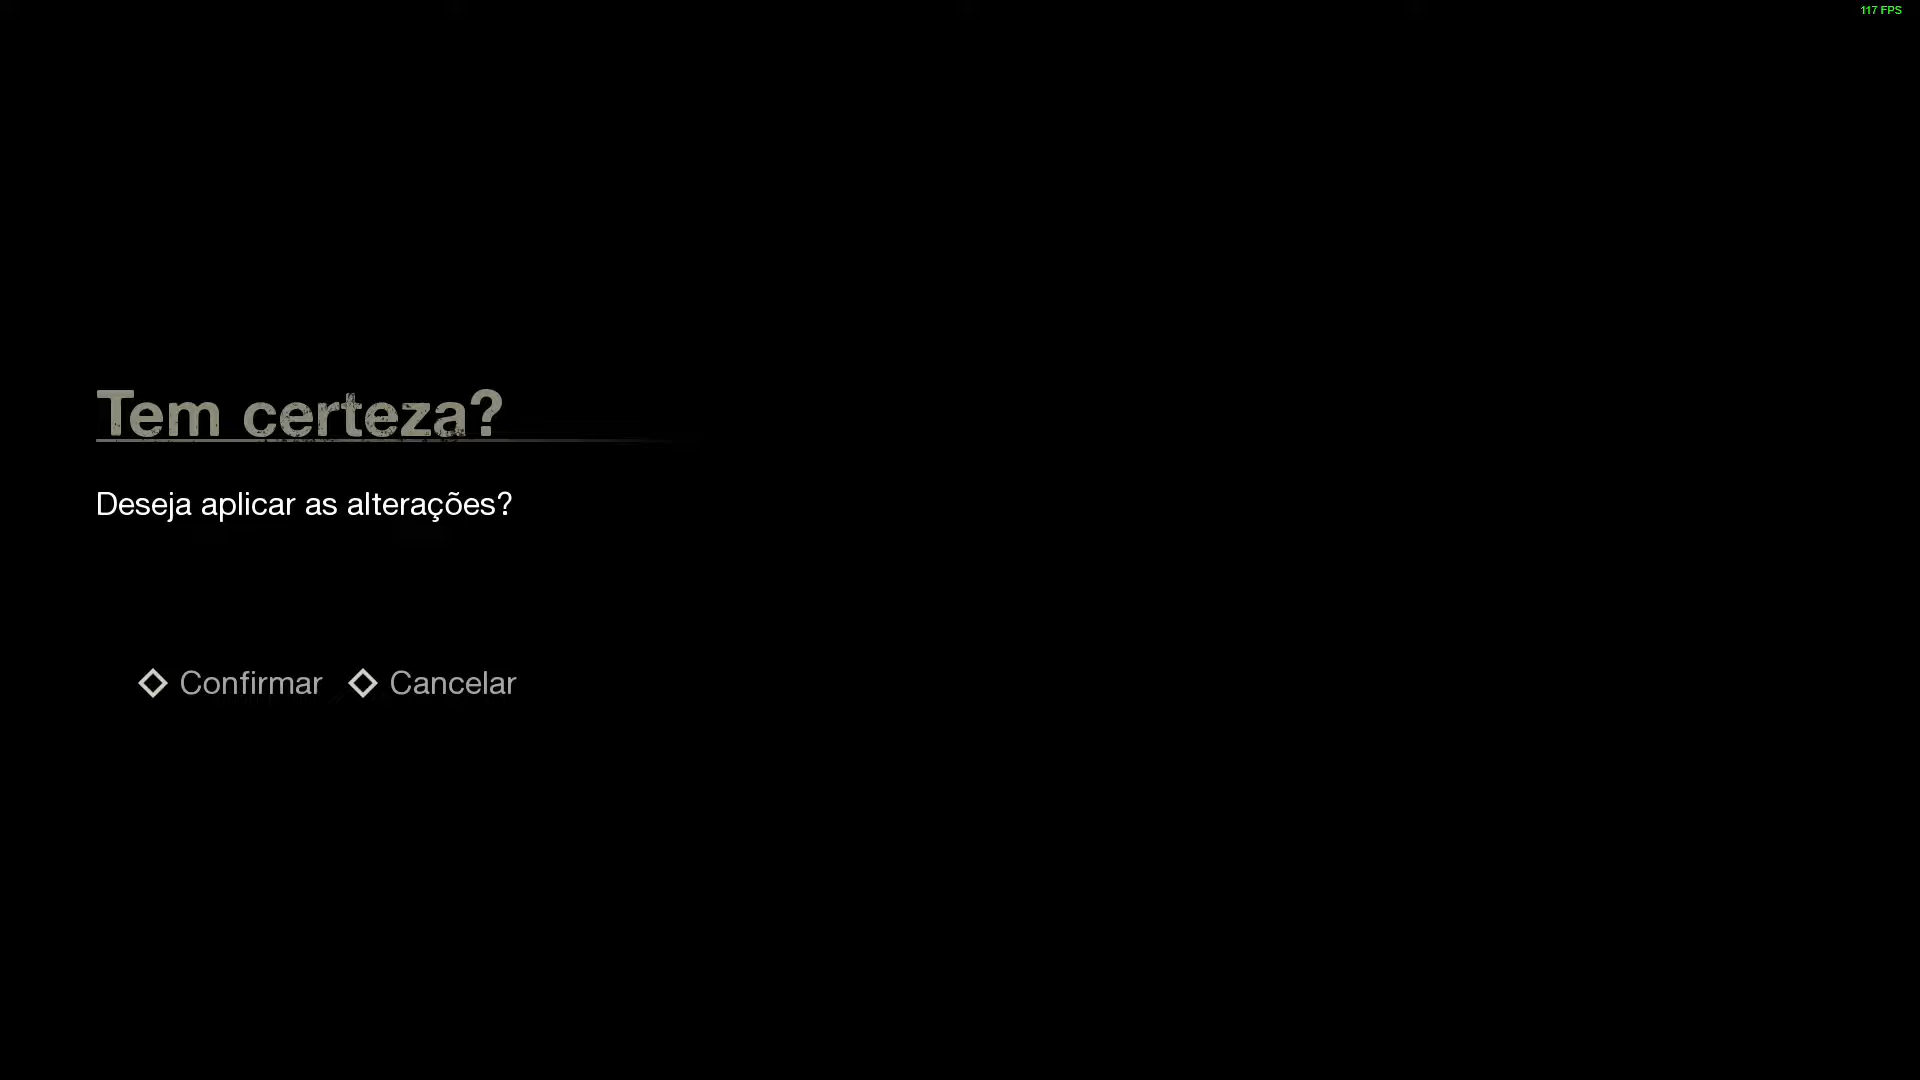 117 FPS
Tem certeza?
Deseja aplicar as alterações?
Confirmar Cancelar